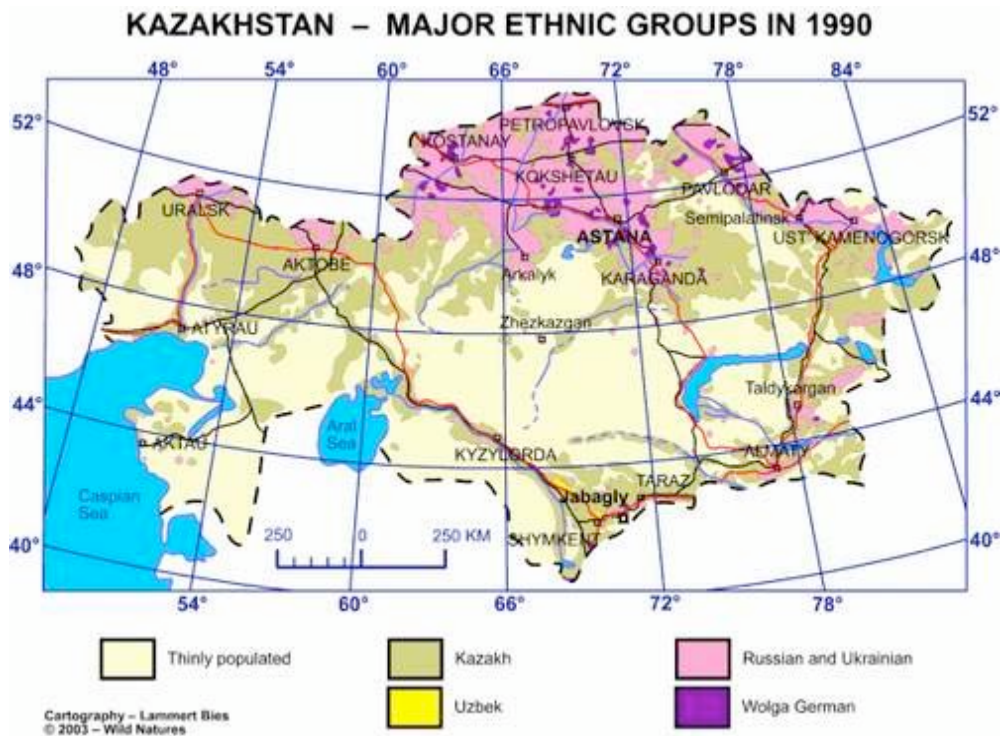 KAZAKHSTAN – MAJOR ETHNIC GROUPS IN 1990
48° 54° 60° 66° 72° 78° 84°
52° 52°
PETROPAVLOVSK
KOSTANAY
KOKSHETAU
PAVLODAR
URALSK
Semipalatinsk
ASTANA
UST KAMENOGORSK
AKTOBE
48° 48°
Arkalyk
KARAGANDA
ATYRAU
Zhezkazgan
44° 44°
Taldykorgan
Aral
Sea
AKTAU
KYZYLORDA
ALMATY
TARAZ
Caspian
Sea
Jabagly
250 0 250 KM
SHYMKENT
40° 40°
54° 60° 66° 72° 78°
Thinly populated
Kazakh
Russian and Ukrainian
Uzbek
Wolga German
Cartography – Lammert Bies
© 2003 – Wild Natures